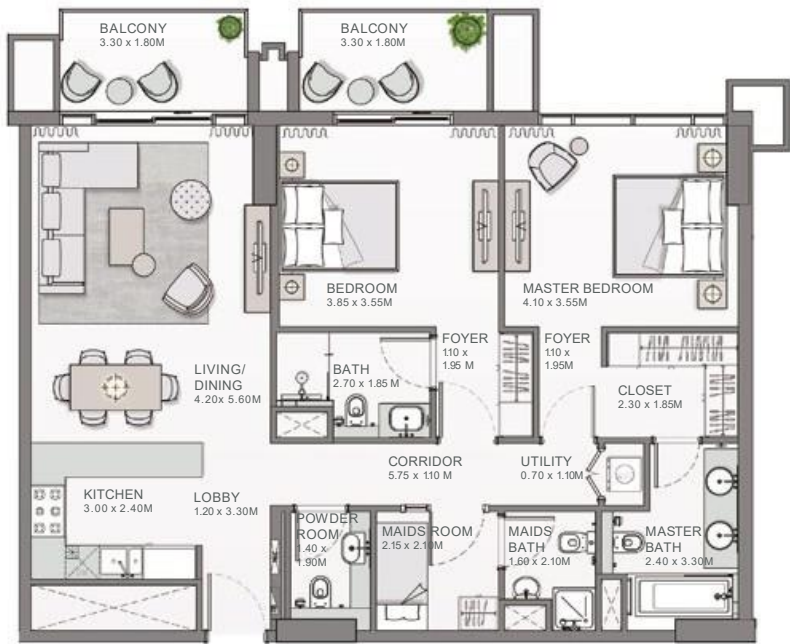 BALCONY
3.30 x 1.80M
BALCONY
3.30 x 1.80M
BEDROOM
3.85 x 3.55M
MASTER BEDROOM
4.10 x 3.55M
LIVING/
DINING
4.20x 5.60M
BATH
2.70 x 1.85 M
FOYER
1.10 x
1.95 M
FOYER
1.10 x
1.95M
CLOSET
2.30 x 1.85M
KITCHEN
3.00 x 2.40M
LOBBY
1.20 x 3.30M
CORRIDOR
5.75 x 1.10 M
UTILITY
0.70 x 1.10M
POWDER
ROOM
1.40 x
1.90M
MAIDS ROOM
2.15 x 2.10M
MAIDS
BATH
1.60 x 2.10M
MASTER
BATH
2.40 x 3.30M